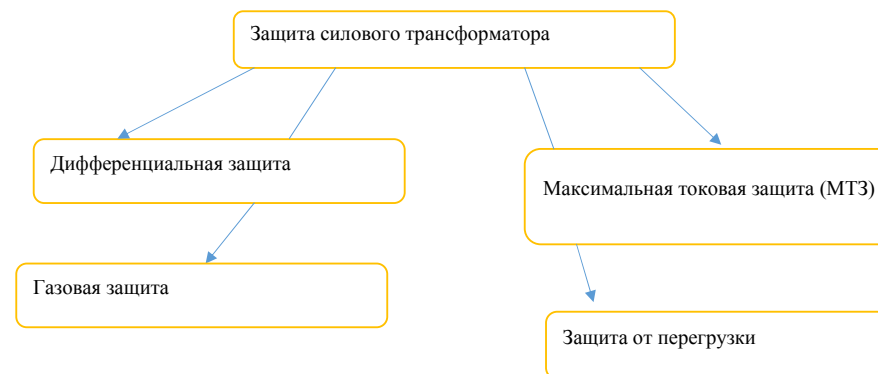 Защита силового трансформатора
Дифференциальная защита
Максимальная токовая защита (МТЗ)
Газовая защита
Защита от перегрузки